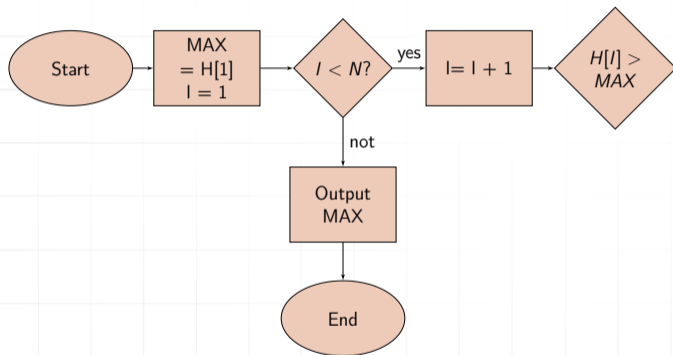 Start
MAX
= H[1]
I = 1
I < N?
yes
I= I + 1
H[I] >
MAX
not
Output
MAX
End